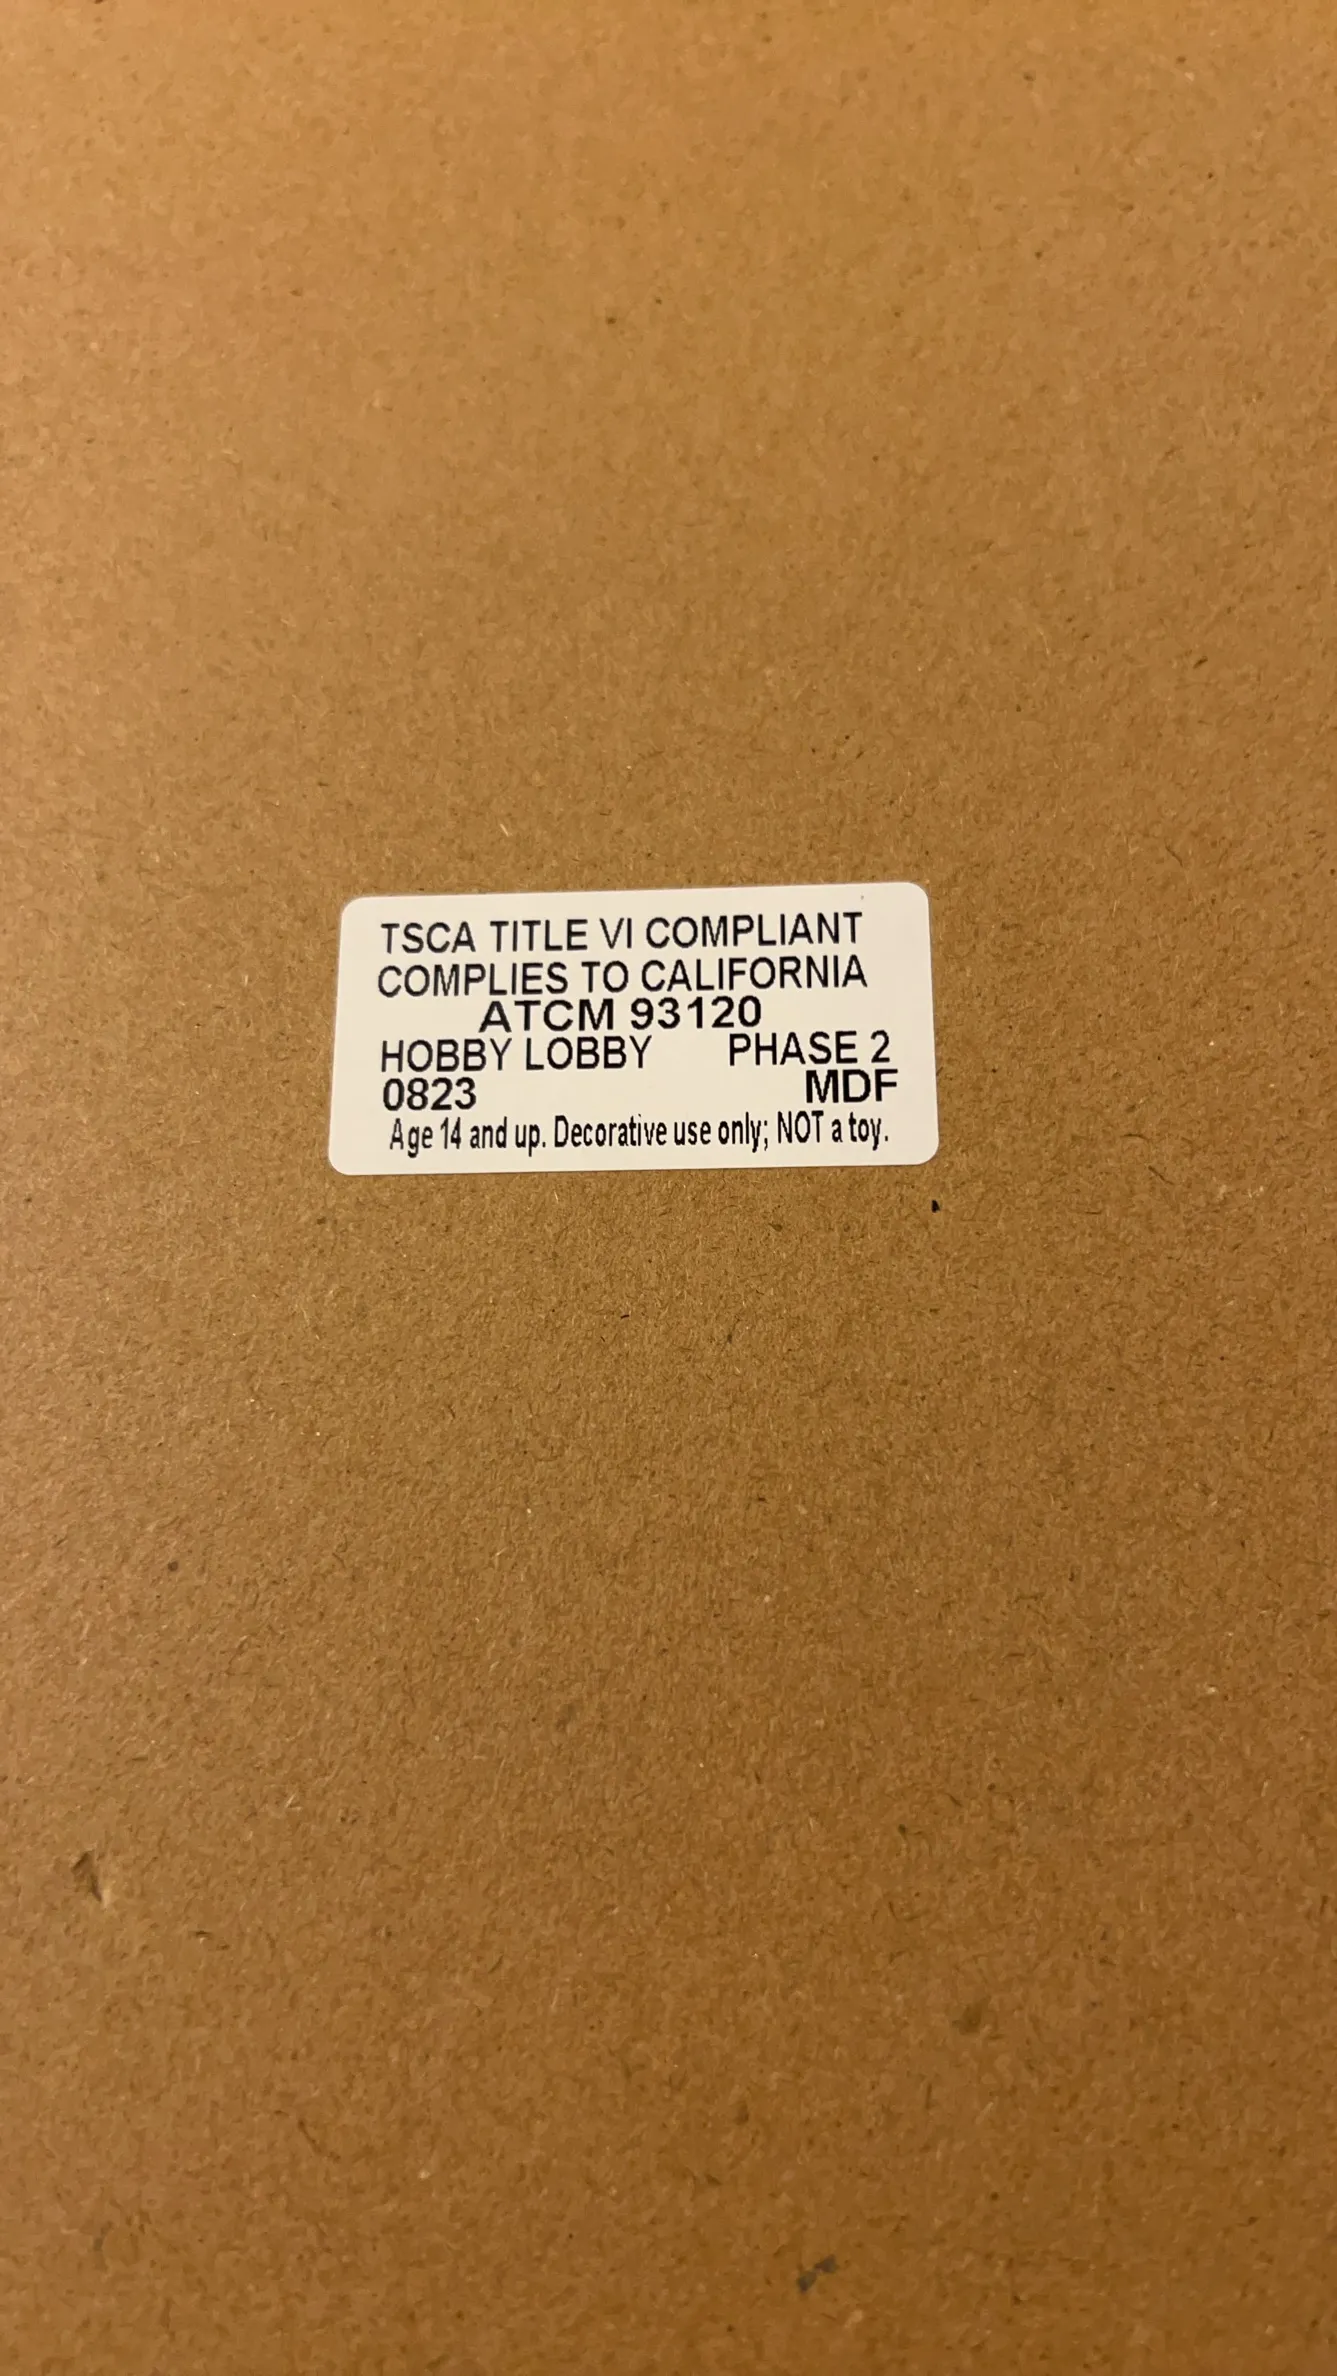 TSCA TITLE VI COMPLIANT
COMPLIES TO CALIFORNIA
ATCM 93120
HOBBY LOBBY PHASE 2
0823 MDF
Age 14 and up. Decorative use only; NOT a toy.